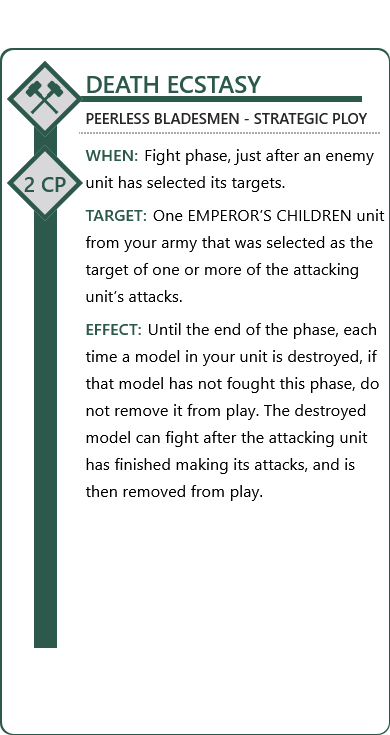 DEATH ECSTASY
PEERLESS BLADESMEN - STRATEGIC PLOY
2 CP
WHEN: Fight phase, just after an enemy
unit has selected its targets.
TARGET: One EMPEROR’S CHILDREN unit
from your army that was selected as the
target of one or more of the attacking
unit’s attacks.
EFFECT: Until the end of the phase, each
time a model in your unit is destroyed, if
that model has not fought this phase, do
not remove it from play. The destroyed
model can fight after the attacking unit
has finished making its attacks, and is
then removed from play.